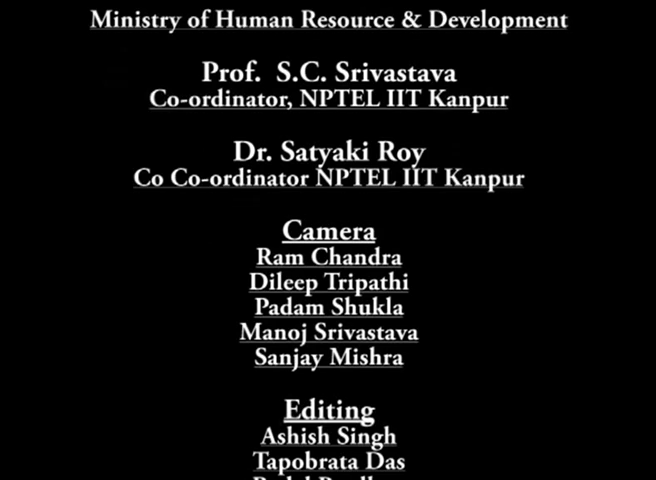 Ministry of Human Resource & Development
Prof. S.C. Srivastava
Co-ordinator, NPTEL IIT Kanpur
Dr. Satyaki Roy
Co Co-ordinator NPTEL IIT Kanpur
Camera
Ram Chandra
Dileep Tripathi
Padam Shukla
Manoj Srivastava
Sanjay Mishra
Editing
Ashish Singh
Tapobrata Das